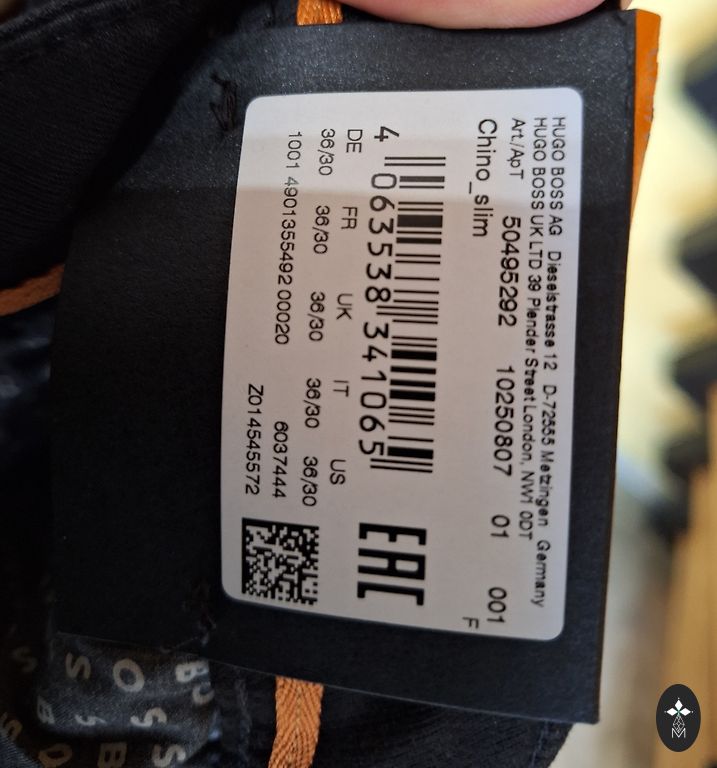 HUGO BOSS AG Dieselstrasse 12 D-72555 Metzingen Germany
HUGO BOSS UK LTD 39 Plender Street London, NW1 0DT
Art./Арт 50495292 10250807 01 001
Chino_slim F
4 063538 341065
EAC
DE FR UK IT US
36/30 36/30 36/30 36/30 36/30
1001 4901355492 00020 6037444
Z014545572
BOSS
M